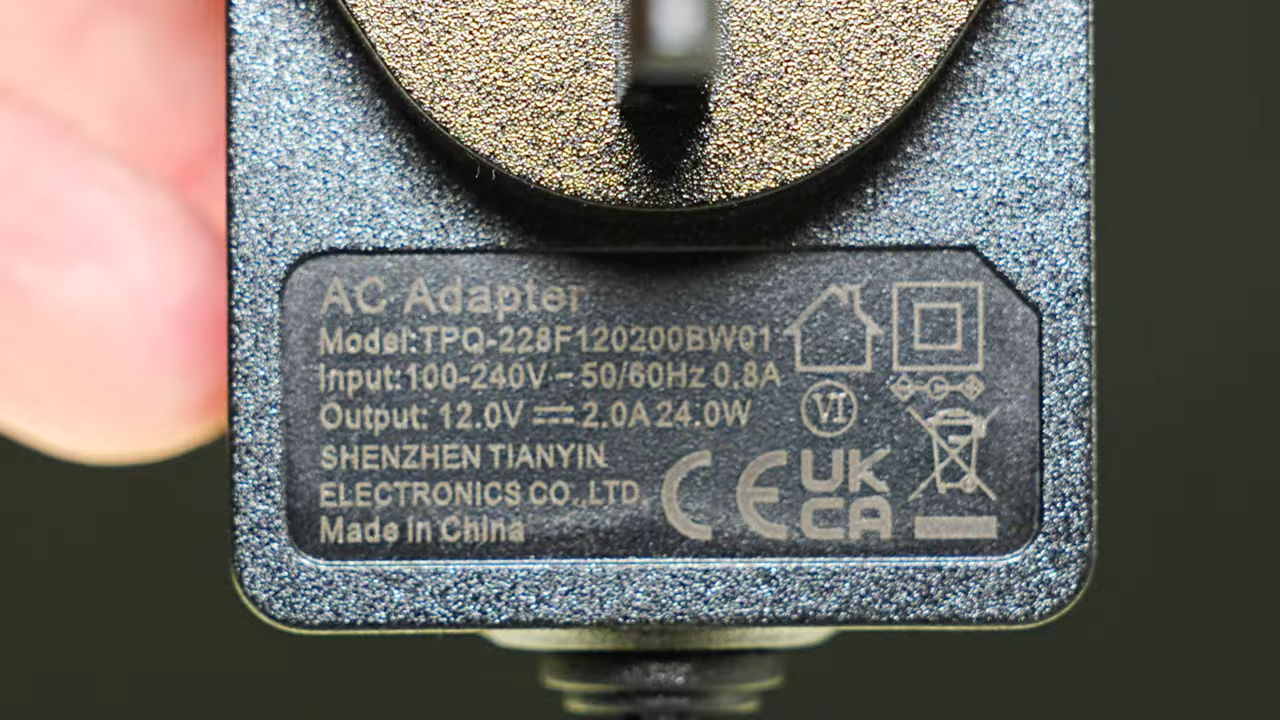 AC Adapter
Model:TPQ-228F120200BW01
Input:100-240V~50/60Hz 0.8A
Output: 12.0V⎓2.0A 24.0W
SHENZHEN TIANYIN
ELECTRONICS CO.,LTD.
Made in China
VI
CE
UK
CA